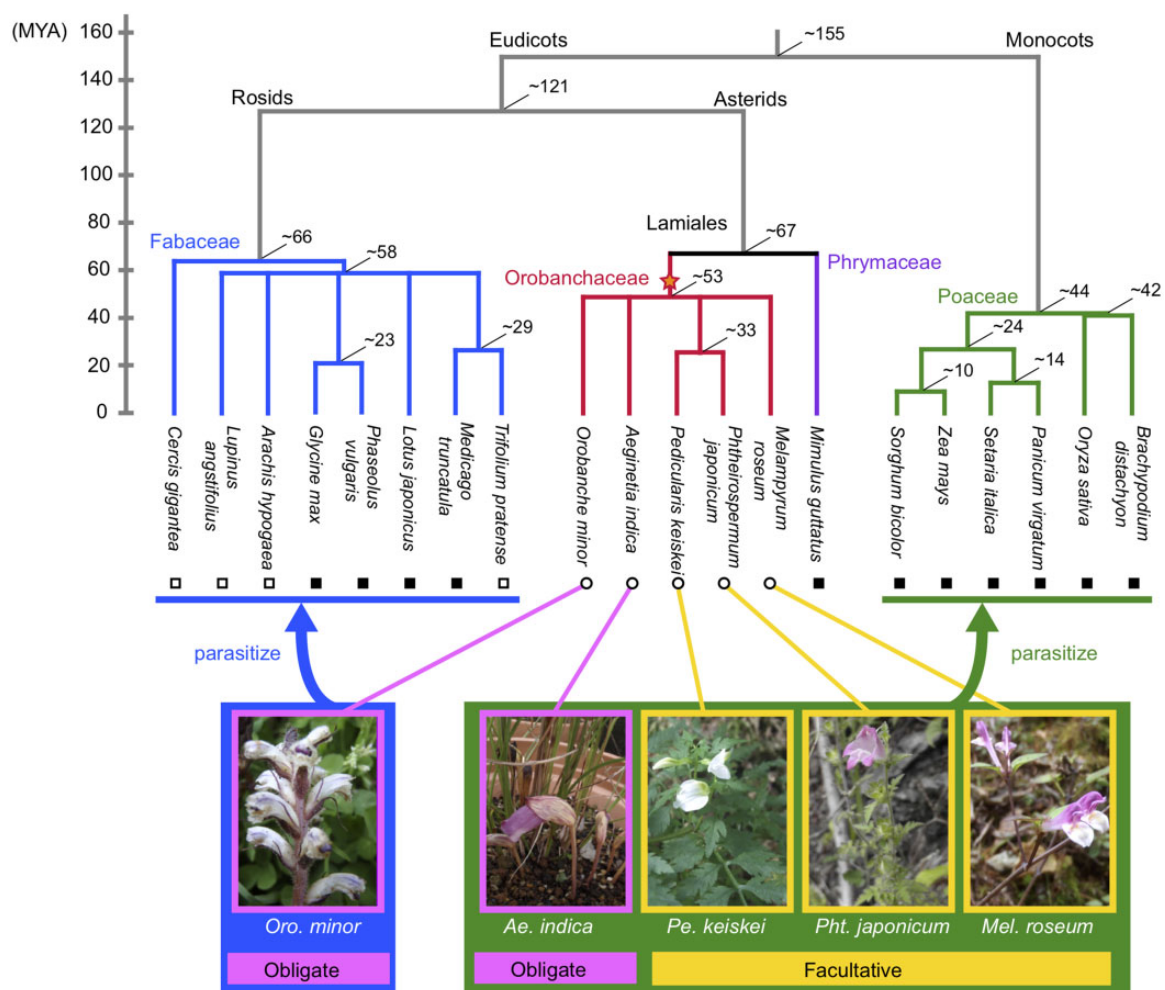 (MYA)
160
140
120
100
80
60
40
20
0
Eudicots
~155
Monocots
Rosids
~121
Asterids
Fabaceae
~66
~58
~23
~29
Lamiales
~67
Orobanchaceae
~53
~33
Phrymaceae
Poaceae
~44
~42
~24
~10
~14
Cercis gigantea
Lupinus
angstifolius
Arachis hypogaea
Glycine max
Phaseolus
vulgaris
Lotus japonicus
Medicago
truncatula
Trifolium pratense
Orobanche minor
Aeginetia indica
Pedicularis keiskei
Phtheirospermum
japonicum
Melampyrum
roseum
Mimulus guttatus
Sorghum bicolor
Zea mays
Setaria italica
Panicum virgatum
Oryza sativa
Brachypodium
distachyon
parasitize
parasitize
Oro. minor
Ae. indica
Pe. keiskei
Pht. japonicum
Mel. roseum
Obligate
Obligate
Facultative